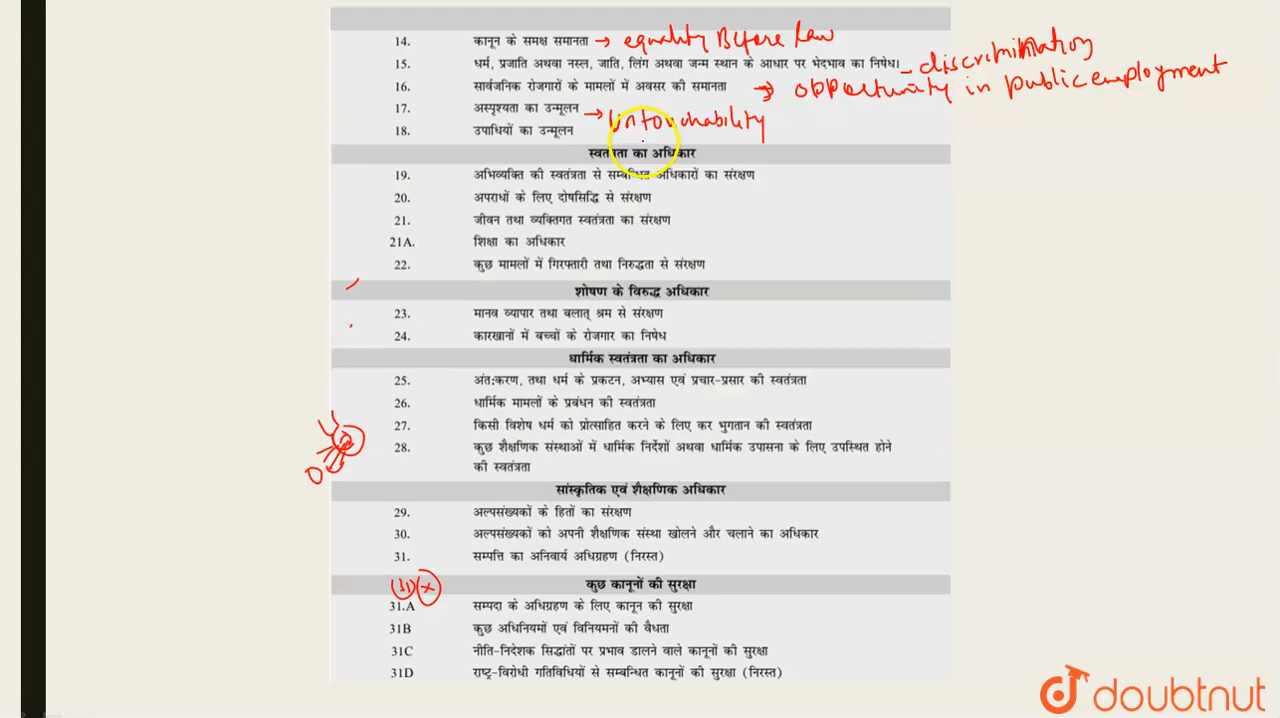 14. कानून के समक्ष समानता → equality Before Law
15. धर्म, प्रजाति अथवा नस्ल, जाति, लिंग अथवा जन्म स्थान के आधार पर भेदभाव का निषेध। - discrimination
16. सार्वजनिक रोजगारों के मामलों में अवसर की समानता → opportunity in public employment
17. अस्पृश्यता का उन्मूलन → Untouchability
18. उपाधियों का उन्मूलन
स्वतंत्रता का अधिकार
19. अभिव्यक्ति की स्वतंत्रता से सम्बन्धित अधिकारों का संरक्षण
20. अपराधों के लिए दोषसिद्धि से संरक्षण
21. जीवन तथा व्यक्तिगत स्वतंत्रता का संरक्षण
21A. शिक्षा का अधिकार
22. कुछ मामलों में गिरफ्तारी तथा निरुद्धता से संरक्षण
शोषण के विरुद्ध अधिकार
23. मानव व्यापार तथा बलात् श्रम से संरक्षण
24. कारखानों में बच्चों के रोजगार का निषेध
धार्मिक स्वतंत्रता का अधिकार
25. अंत:करण, तथा धर्म के प्रकटन, अभ्यास एवं प्रचार-प्रसार की स्वतंत्रता
26. धार्मिक मामलों के प्रबंधन की स्वतंत्रता
27. किसी विशेष धर्म को प्रोत्साहित करने के लिए कर भुगतान की स्वतंत्रता
28. कुछ शैक्षणिक संस्थाओं में धार्मिक निर्देशों अथवा धार्मिक उपासना के लिए उपस्थित होने
की स्वतंत्रता
सांस्कृतिक एवं शैक्षणिक अधिकार
29. अल्पसंख्यकों के हितों का संरक्षण
30. अल्पसंख्यकों को अपनी शैक्षणिक संस्था खोलने और चलाने का अधिकार
31. सम्पत्ति का अनिवार्य अधिग्रहण (निरस्त)
(31) (x) कुछ कानूनों की सुरक्षा
31.A सम्पदा के अधिग्रहण के लिए कानून की सुरक्षा
31B कुछ अधिनियमों एवं विनियमनों की वैधता
31C नीति-निदेशक सिद्धांतों पर प्रभाव डालने वाले कानूनों की सुरक्षा
31D राष्ट्र-विरोधी गतिविधियों से सम्बन्धित कानूनों की सुरक्षा (निरस्त)
doubtnut